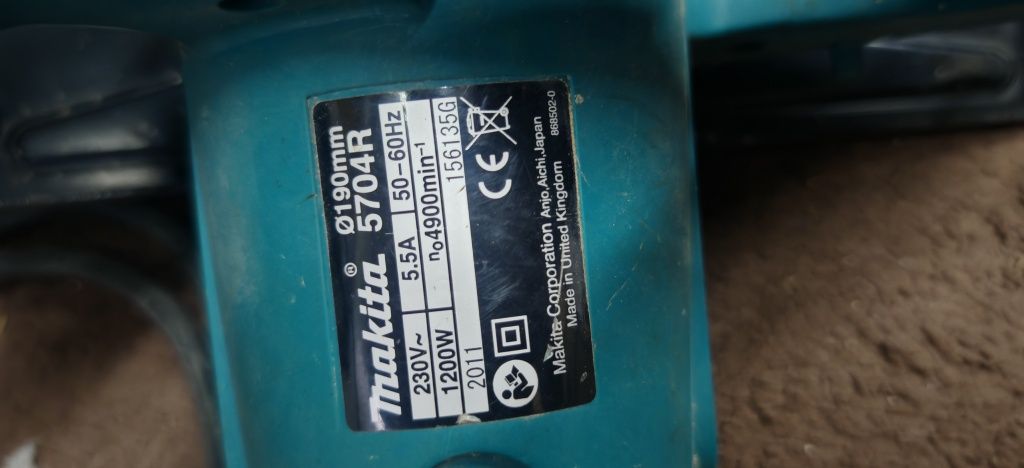 Ø190mm
makita® 5704R
230V~ 5.5A 50-60Hz
1200W n₀4900min⁻¹
2011 156135G
CE
Makita Corporation Anjo,Aichi,Japan
Made in United Kingdom 868502-0